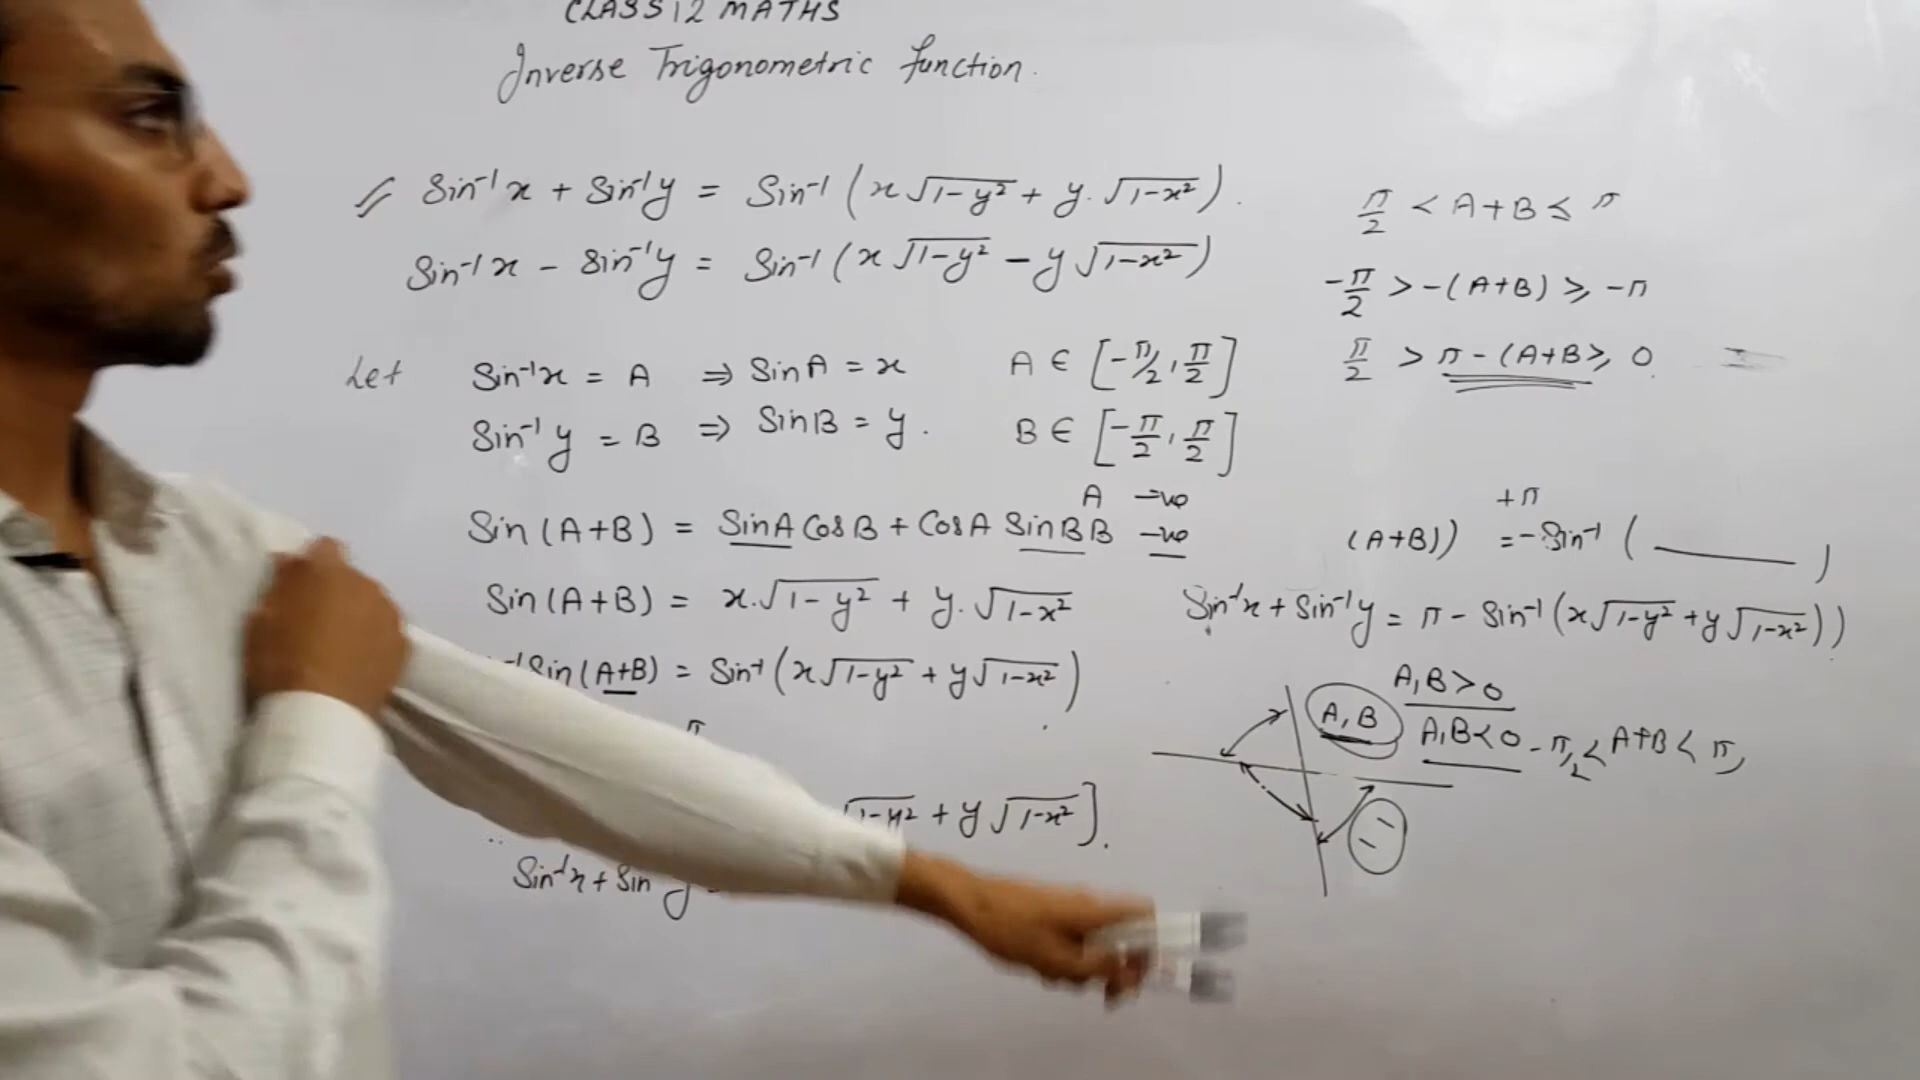 CLASS 12 MATHS
Inverse Trigonometric function.
Sin⁻¹x + Sin⁻¹y = Sin⁻¹ (x √1-y² + y. √1-x²).
Sin⁻¹x - Sin⁻¹y = Sin⁻¹ (x √1-y² - y √1-x²)
Let Sin⁻¹x = A ⇒ SinA = x A ∈ [-π/2, π/2]
Sin⁻¹y = B ⇒ SinB = y. B ∈ [-π/2, π/2]
A -ve
Sin (A+B) = SinA CosB + CosA SinB B -ve
Sin (A+B) = x.√1-y² + y. √1-x²
Sin (A+B) = Sin⁻¹ (x √1-y² + y √1-x²)
π
√1-y² + y √1-x²].
Sin⁻¹x + Sin y
π/2 < A+B ≤ π
-π/2 > -(A+B) ≥ -π
π/2 > π - (A+B) ≥ 0
+π
(A+B)) = -Sin⁻¹ ( )
Sin⁻¹x + Sin⁻¹y = π - Sin⁻¹ (x √1-y² + y √1-x²))
A, B > 0
A, B A, B < 0 -π/2 < A+B < π/2